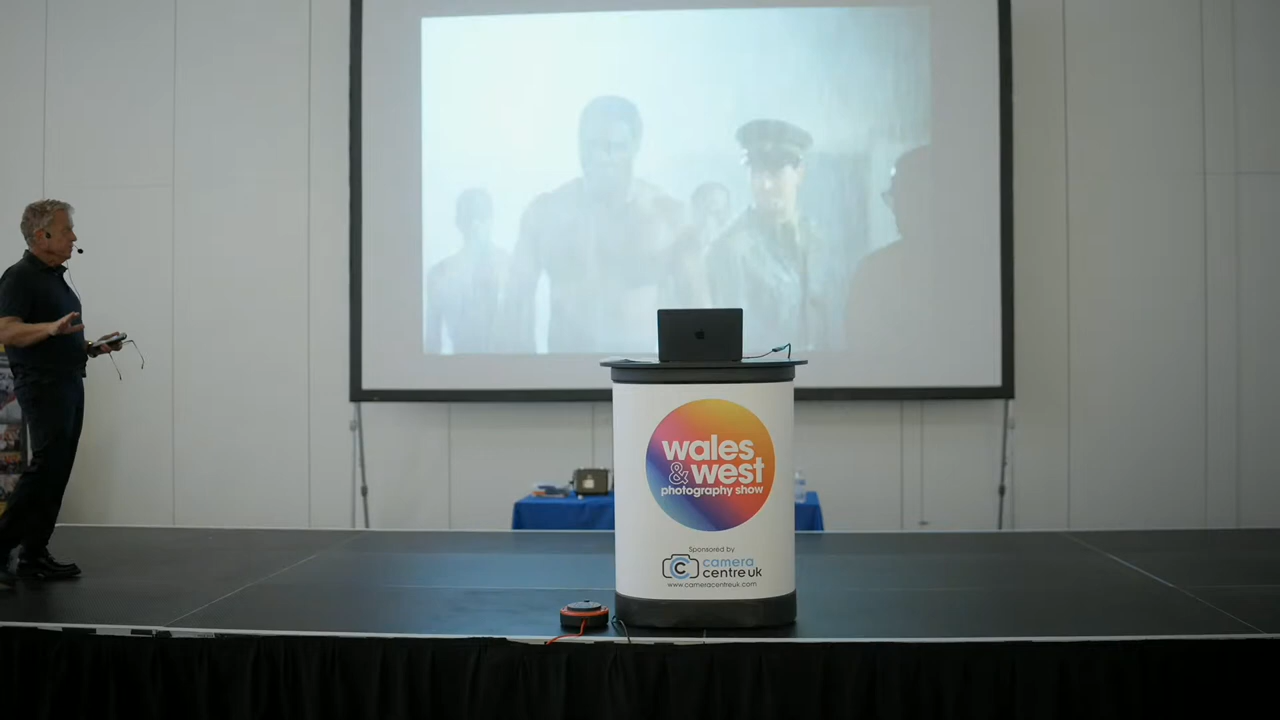 wales
& west
photography show
Sponsored by
camera
centre uk
www.cameracentreuk.com